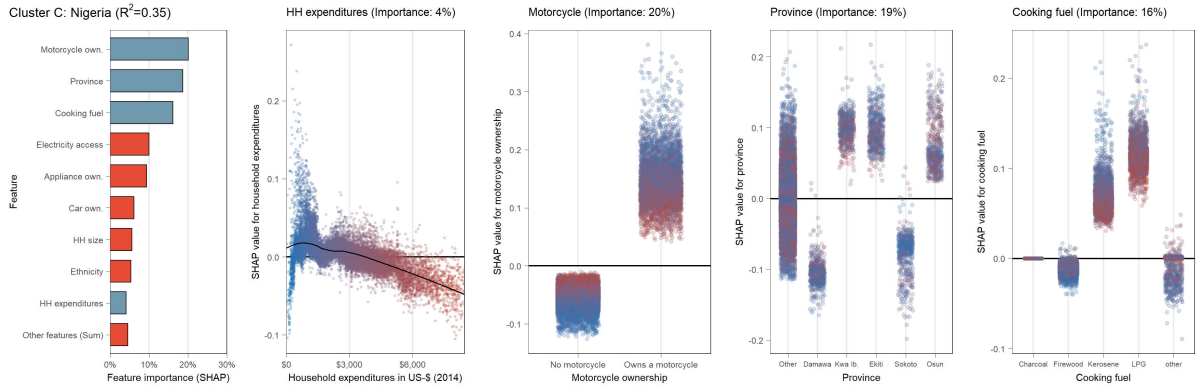 Cluster C: Nigeria (R²=0.35)
Feature
Motorcycle own.
Province
Cooking fuel
Electricity access
Appliance own.
Car own.
HH size
Ethnicity
HH expenditures
Other features (Sum)
0% 10% 20% 30%
Feature importance (SHAP)
HH expenditures (Importance: 4%)
SHAP value for household expenditures
0.2
0.1
0.0
-0.1
$0 $3,000 $6,000
Household expenditures in US-$ (2014)
Motorcycle (Importance: 20%)
SHAP value for motorcycle ownership
0.4
0.3
0.2
0.1
0.0
-0.1
No motorcycle Owns a motorcycle
Motorcycle ownership
Province (Importance: 19%)
SHAP value for province
0.2
0.1
0.0
-0.1
-0.2
Other Damawa Kwa Ib. Ekiti Sokoto Osun
Province
Cooking fuel (Importance: 16%)
SHAP value for cooking fuel
0.2
0.1
0.0
-0.1
Charcoal Firewood Kerosene LPG other
Cooking fuel